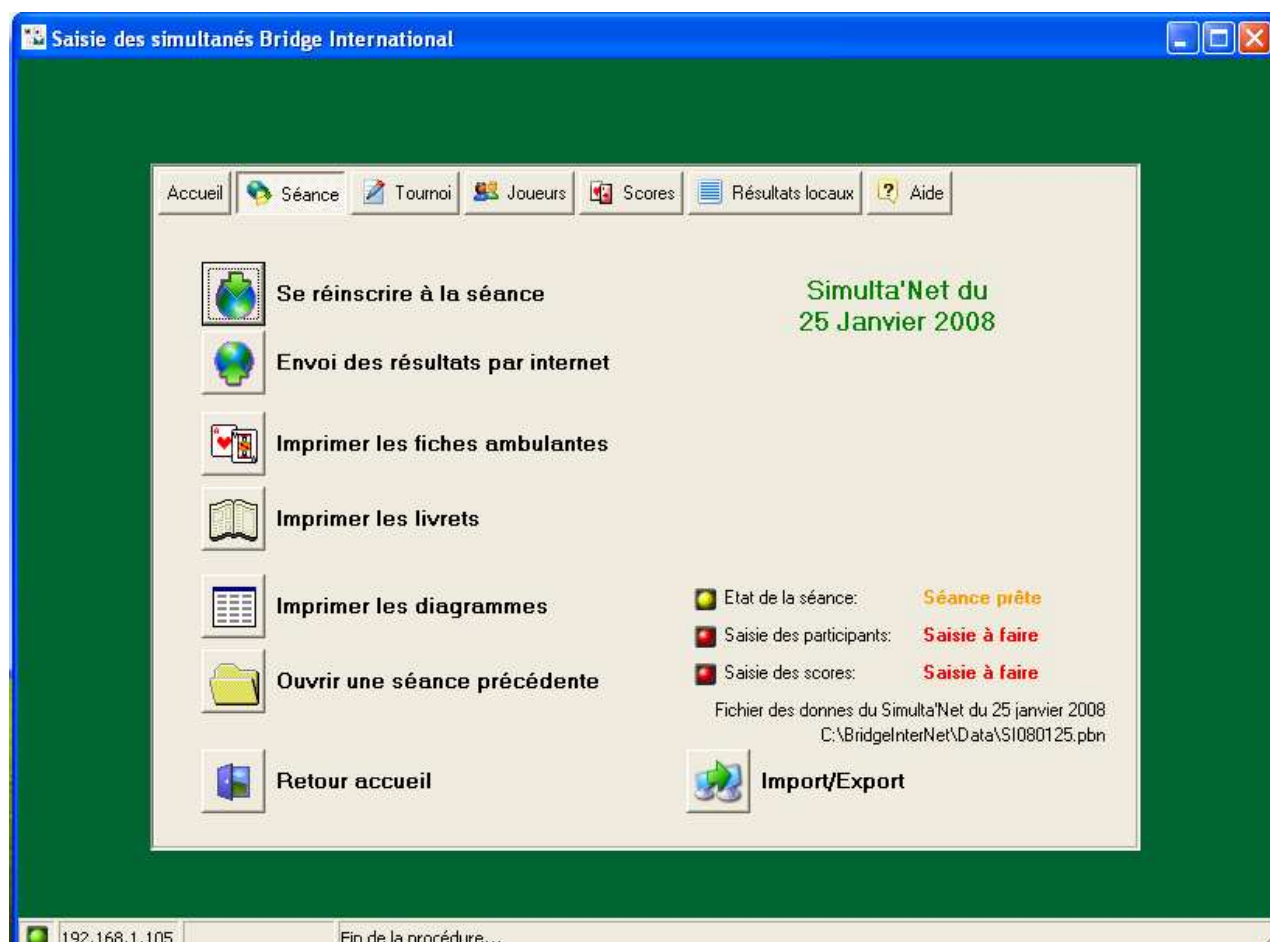 Saisie des simultanés Bridge International
Accueil Séance Tournoi Joueurs Scores Résultats locaux Aide
Se réinscrire à la séance
Simulta'Net du
25 Janvier 2008
Envoi des résultats par internet
Imprimer les fiches ambulantes
Imprimer les livrets
Imprimer les diagrammes
Etat de la séance: Séance prête
Saisie des participants: Saisie à faire
Saisie des scores: Saisie à faire
Ouvrir une séance précédente
Fichier des donnes du Simulta'Net du 25 janvier 2008
C:\BridgeInterNet\Data\SI080125.pbn
Retour accueil
Import/Export
192.168.1.105 Fin de la procédure...